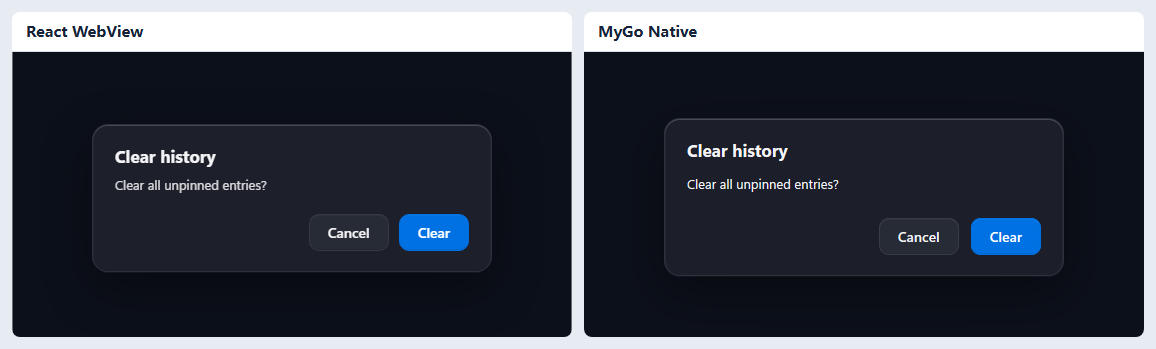 React WebView
Clear history
Clear all unpinned entries?
Cancel Clear
MyGo Native
Clear history
Clear all unpinned entries?
Cancel Clear